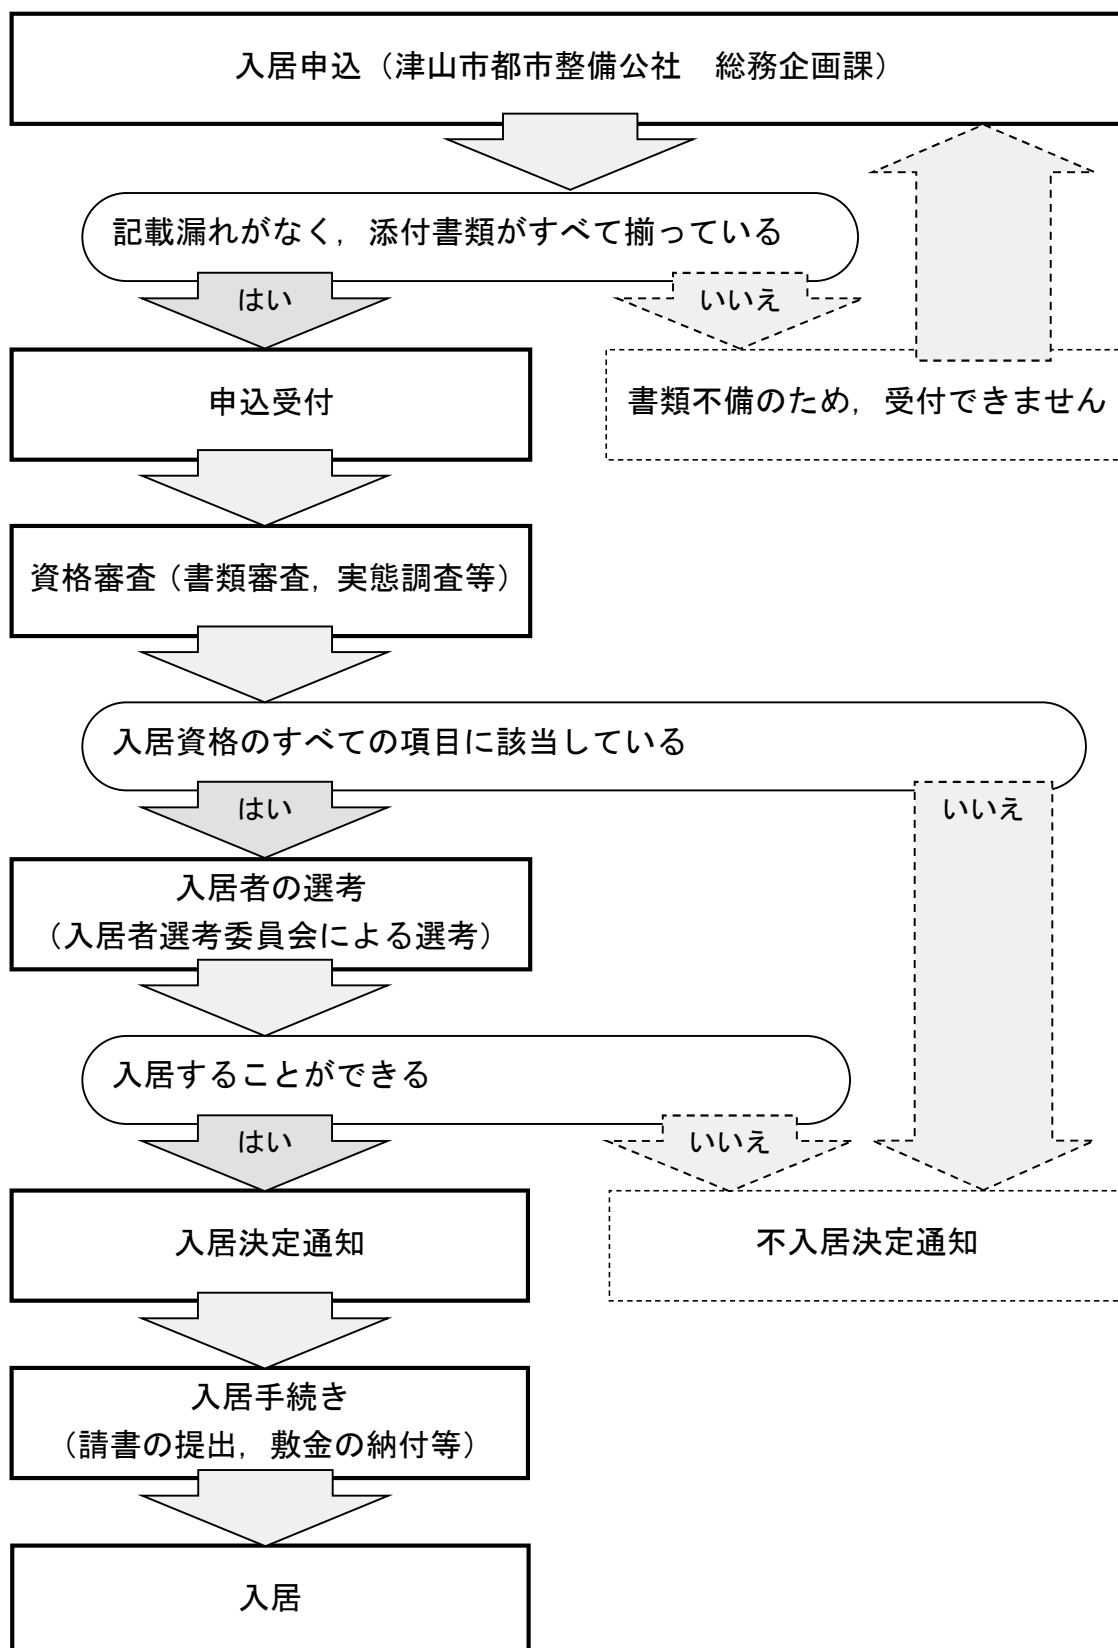 入居申込（津山市都市整備公社　総務企画課）
記載漏れがなく，添付書類がすべて揃っている
はい
いいえ
申込受付
書類不備のため，受付できません
資格審査（書類審査，実態調査等）
入居資格のすべての項目に該当している
はい
いいえ
入居者の選考
（入居者選考委員会による選考）
入居することができる
はい
いいえ
入居決定通知
不入居決定通知
入居手続き
（請書の提出，敷金の納付等）
入居